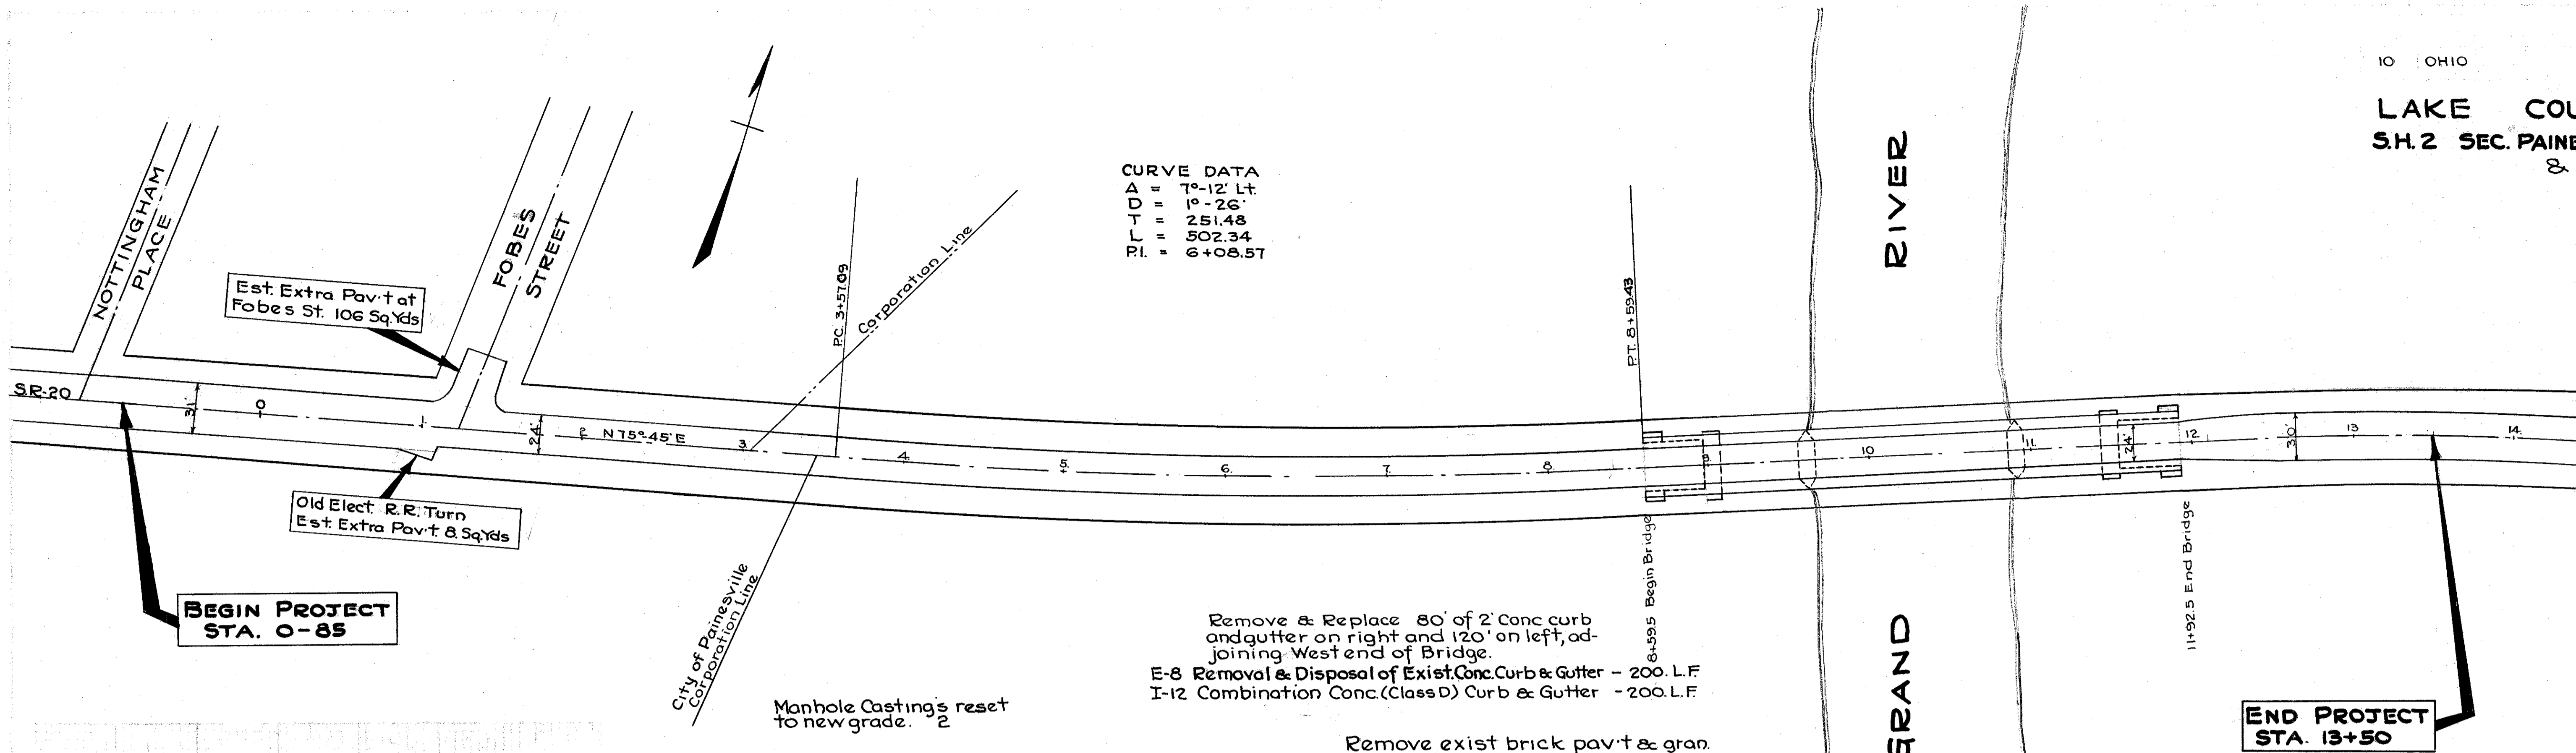 10 OHIO
LAKE COU
S.H. 2 SEC. PAINE
&
NOTTINGHAM
PLACE
FOBES
STREET
Est. Extra Pav't at
Fobes St. 106 Sq.Yds
CURVE DATA
Δ = 7°-12' Lt.
D = 1°-26'
T = 251.48
L = 502.34
P.I. = 6+08.57
P.C. 3+57.09
Corporation Line
P.T. 8+59.43
RIVER
S.R-20
31'
0
1
24'
2
N 75°-45' E
3
4
5
6
7
8
9
10
11
24'
12
30'
13
14
Old Elect. R.R. Turn
Est. Extra Pav't. 8 Sq.Yds
BEGIN PROJECT
STA. 0-85
City of Painesville
Corporation Line
Manhole Casting's reset
to new grade. 2
8+59.5 Begin Bridge
11+92.5 End Bridge
Remove & Replace 80' of 2' Conc curb
and gutter on right and 120' on left, ad-
joining West end of Bridge.
E-8 Removal & Disposal of Exist. Conc. Curb & Gutter - 200. L.F.
I-12 Combination Conc. (Class D) Curb & Gutter - 200. L.F.
Remove exist brick pav't & gran.
GRAND
END PROJECT
STA. 13+50